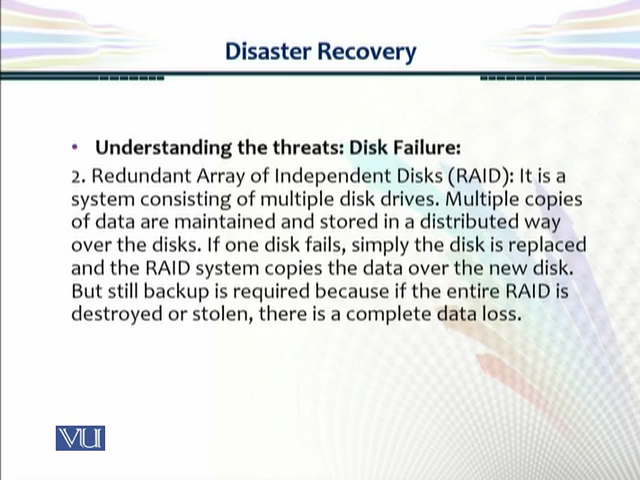 Disaster Recovery
• Understanding the threats: Disk Failure:
2. Redundant Array of Independent Disks (RAID): It is a
system consisting of multiple disk drives. Multiple copies
of data are maintained and stored in a distributed way
over the disks. If one disk fails, simply the disk is replaced
and the RAID system copies the data over the new disk.
But still backup is required because if the entire RAID is
destroyed or stolen, there is a complete data loss.
VU